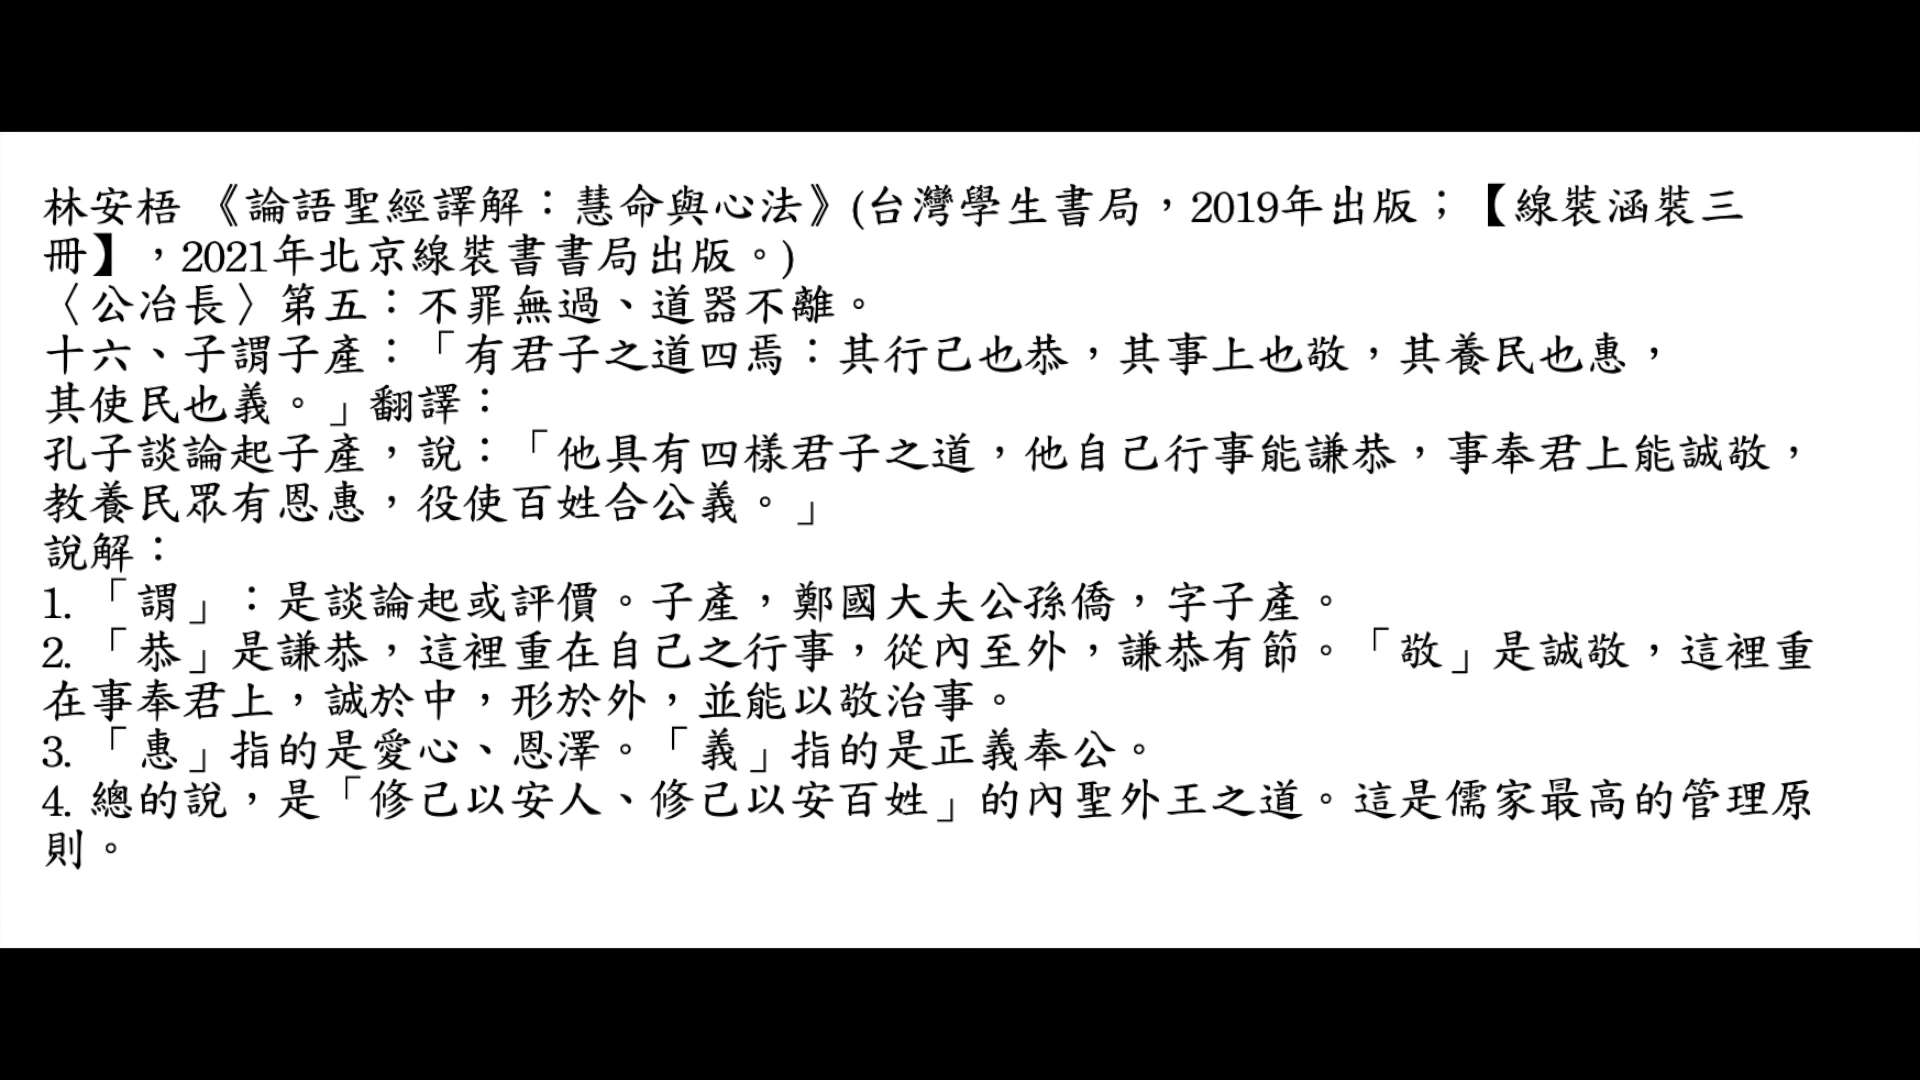 林安梧 《論語聖經譯解：慧命與心法》(台灣學生書局，2019年出版；【線裝涵裝三
冊】，2021年北京線裝書書局出版。)
〈公冶長〉第五：不罪無過、道器不離。
十六、子謂子產：「有君子之道四焉：其行己也恭，其事上也敬，其養民也惠，
其使民也義。」翻譯：
孔子談論起子產，說：「他具有四樣君子之道，他自己行事能謙恭，事奉君上能誠敬，
教養民眾有恩惠，役使百姓合公義。」
說解：
1. 「謂」：是談論起或評價。子產，鄭國大夫公孫僑，字子產。
2. 「恭」是謙恭，這裡重在自己之行事，從內至外，謙恭有節。「敬」是誠敬，這裡重
在事奉君上，誠於中，形於外，並能以敬治事。
3. 「惠」指的是愛心、恩澤。「義」指的是正義奉公。
4. 總的說，是「修己以安人、修己以安百姓」的內聖外王之道。這是儒家最高的管理原
則。